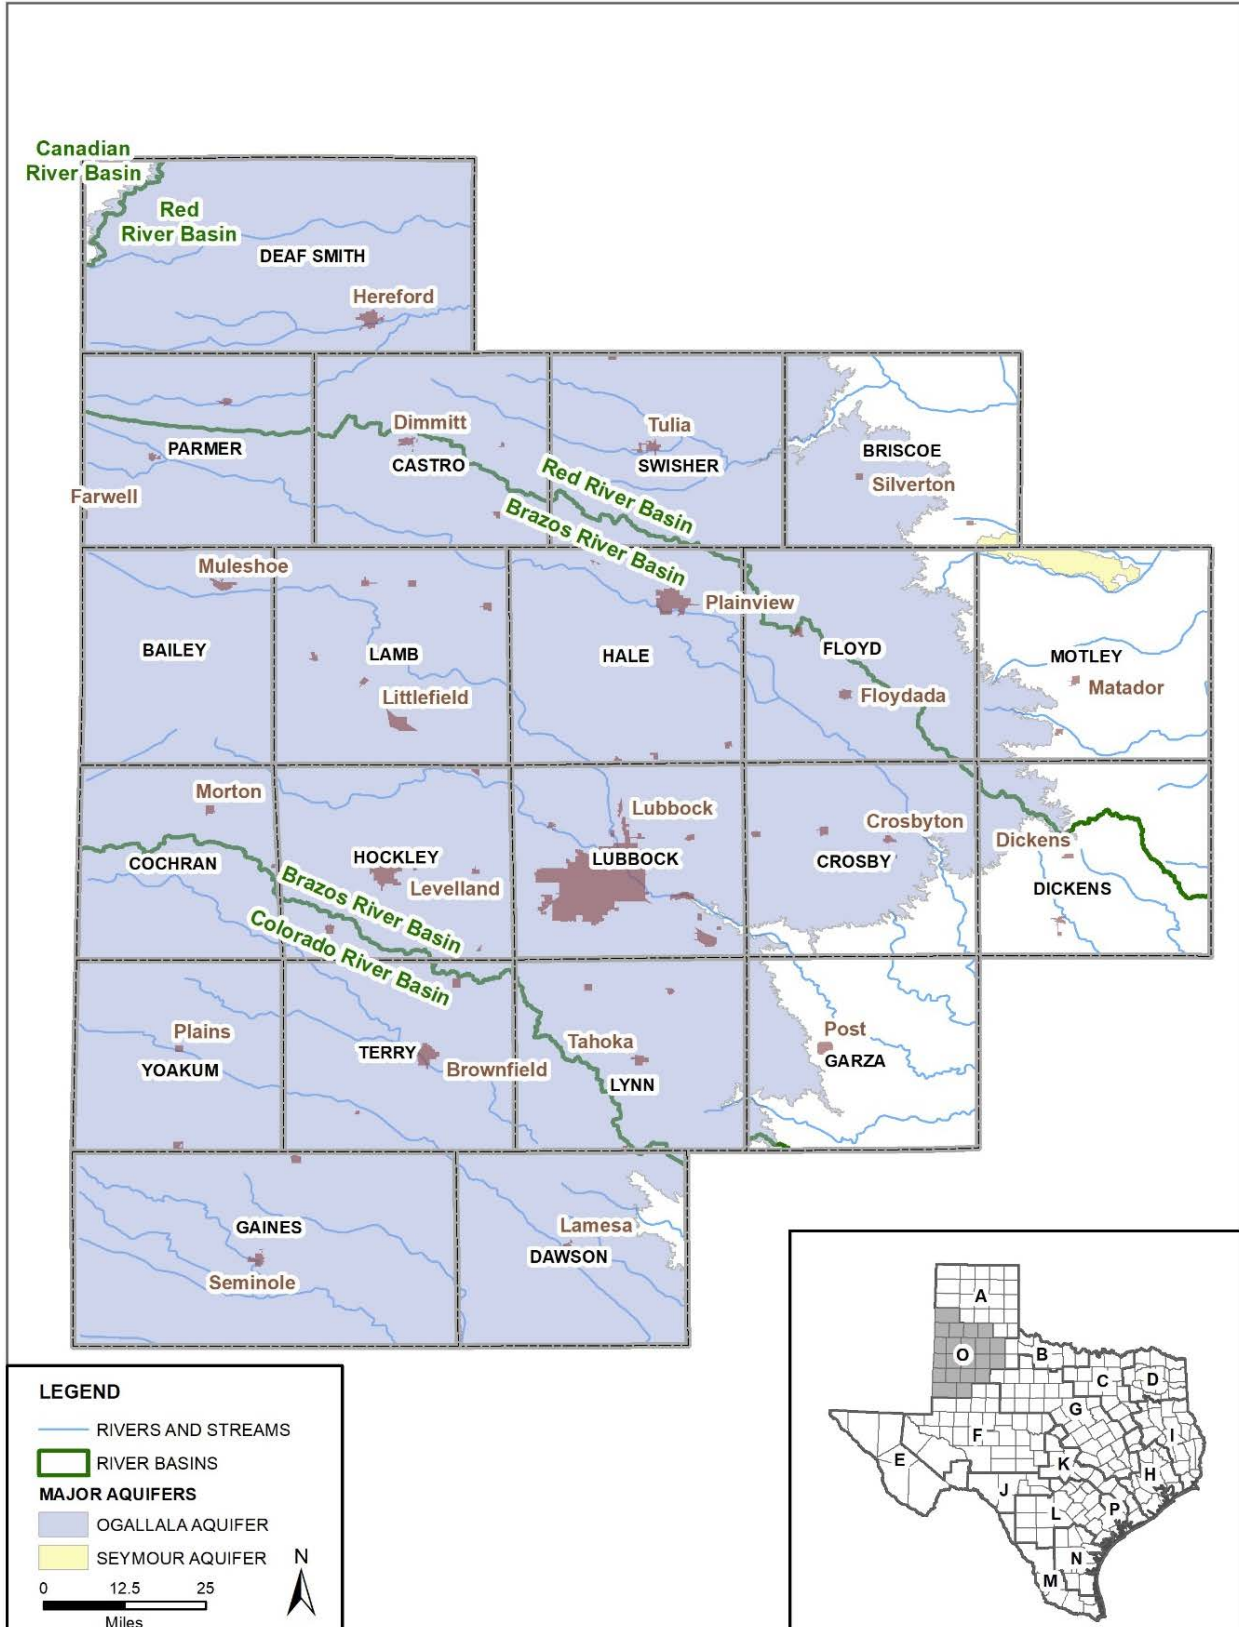 Canadian
River Basin
Red
River Basin
DEAF SMITH
Hereford
PARMER
Farwell
Dimmitt
CASTRO
Tulia
SWISHER
BRISCOE
Silverton
Red River Basin
Brazos River Basin
Muleshoe
BAILEY
LAMB
Littlefield
HALE
Plainview
FLOYD
Floydada
MOTLEY
Matador
Morton
COCHRAN
HOCKLEY
Levelland
Lubbock
LUBBOCK
Crosbyton
CROSBY
Dickens
DICKENS
Brazos River Basin
Colorado River Basin
Plains
YOAKUM
TERRY
Brownfield
Tahoka
LYNN
Post
GARZA
GAINES
Seminole
Lamesa
DAWSON
LEGEND
RIVERS AND STREAMS
RIVER BASINS
MAJOR AQUIFERS
OGALLALA AQUIFER
SEYMOUR AQUIFER
N
0 12.5 25
Miles
A
O
B
C
D
G
F
I
E
K
H
J
L
P
N
M